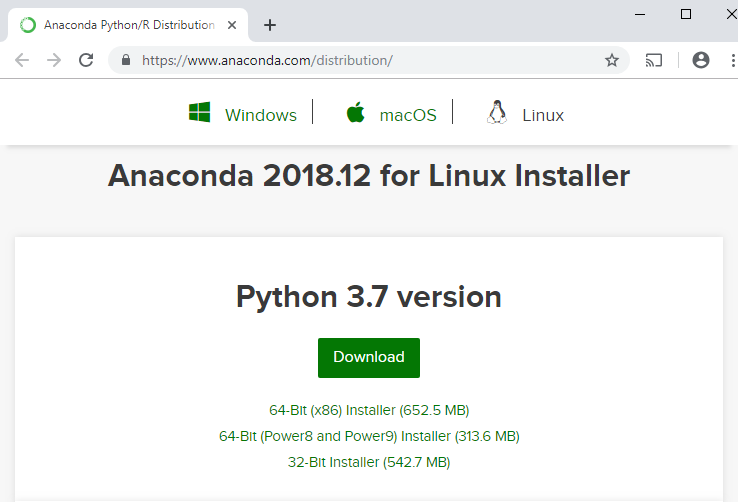 Anaconda Python/R Distribution
https://www.anaconda.com/distribution/
Windows macOS Linux
Anaconda 2018.12 for Linux Installer
Python 3.7 version
Download
64-Bit (x86) Installer (652.5 MB)
64-Bit (Power8 and Power9) Installer (313.6 MB)
32-Bit Installer (542.7 MB)